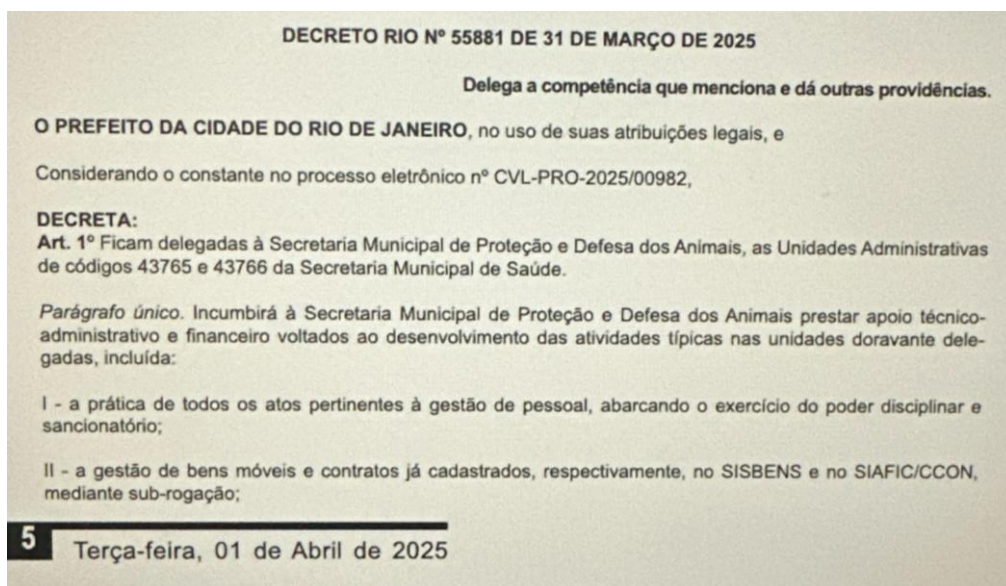 DECRETO RIO Nº 55881 DE 31 DE MARÇO DE 2025
Delega a competência que menciona e dá outras providências.
O PREFEITO DA CIDADE DO RIO DE JANEIRO, no uso de suas atribuições legais, e
Considerando o constante no processo eletrônico nº CVL-PRO-2025/00982,
DECRETA:
Art. 1º Ficam delegadas à Secretaria Municipal de Proteção e Defesa dos Animais, as Unidades Administrativas
de códigos 43765 e 43766 da Secretaria Municipal de Saúde.
Parágrafo único. Incumbirá à Secretaria Municipal de Proteção e Defesa dos Animais prestar apoio técnico-
administrativo e financeiro voltados ao desenvolvimento das atividades típicas nas unidades doravante dele-
gadas, incluída:
I - a prática de todos os atos pertinentes à gestão de pessoal, abarcando o exercício do poder disciplinar e
sancionatório;
II - a gestão de bens móveis e contratos já cadastrados, respectivamente, no SISBENS e no SIAFIC/CCON,
mediante sub-rogação;
5 Terça-feira, 01 de Abril de 2025